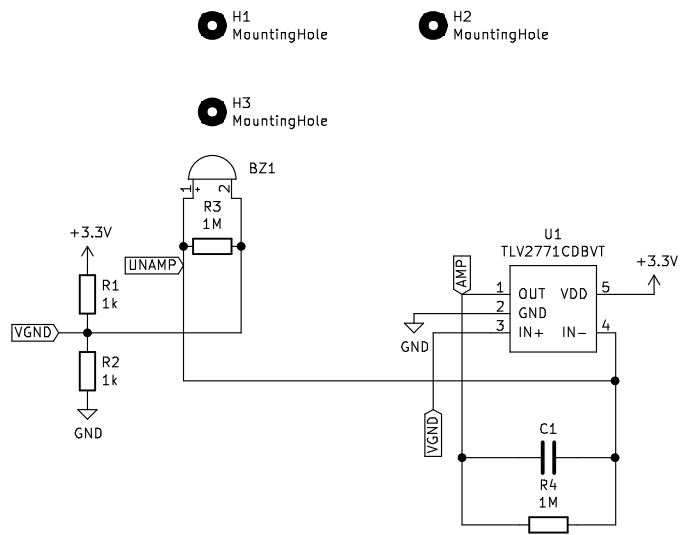 H1
MountingHole
H2
MountingHole
H3
MountingHole
BZ1
1 + 2
R3
1M
+3.3V
UNAMP
R1
1k
VGND
R2
1k
GND
U1
TLV2771CDBVT
+3.3V
AMP
1 OUT VDD 5
2 GND
3 IN+ IN- 4
GND
VGND
C1
R4
1M